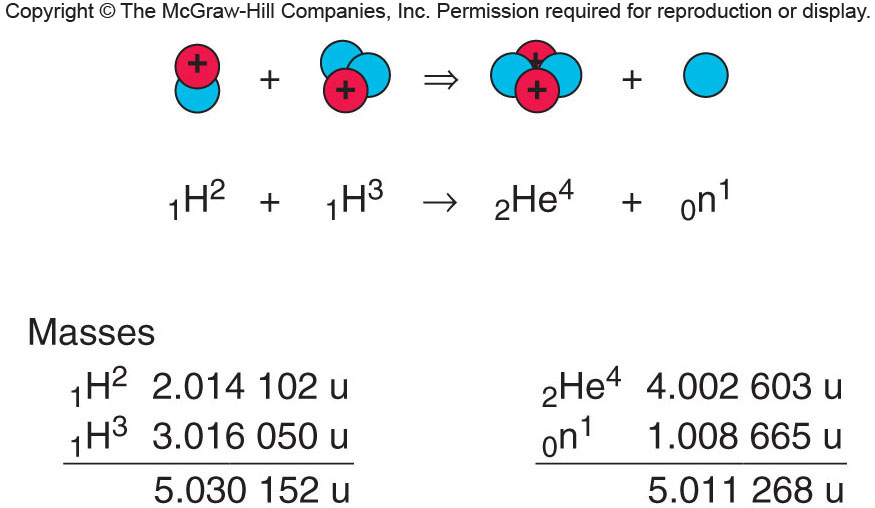 Copyright © The McGraw-Hill Companies, Inc. Permission required for reproduction or display.
+ + ⇒ + +
₁H² + ₁H³ → ₂He⁴ + ₀n¹
Masses
₁H² 2.014 102 u ₂He⁴ 4.002 603 u
₁H³ 3.016 050 u ₀n¹ 1.008 665 u
5.030 152 u 5.011 268 u